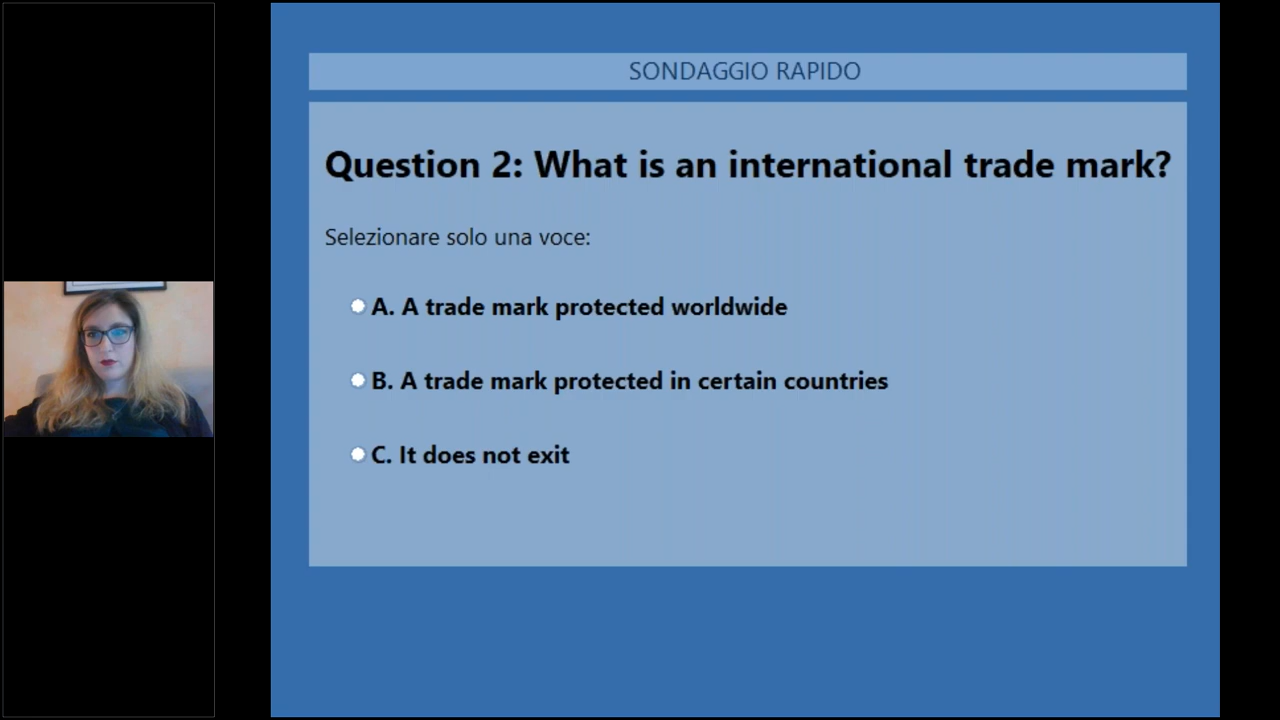 SONDAGGIO RAPIDO
Question 2: What is an international trade mark?
Selezionare solo una voce:
A. A trade mark protected worldwide
B. A trade mark protected in certain countries
C. It does not exit